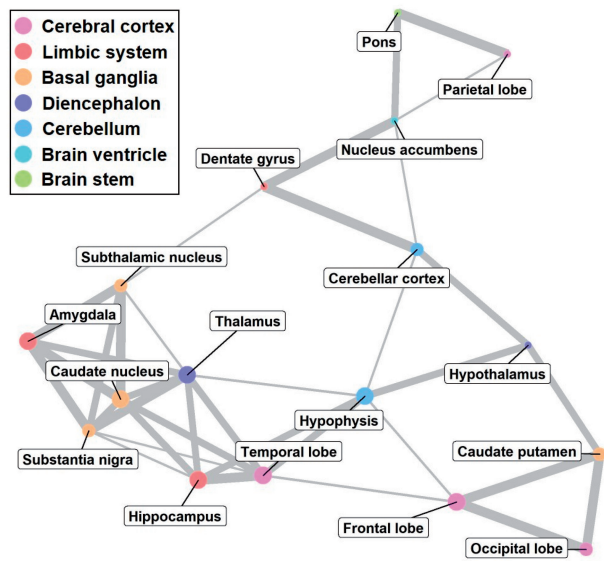 Cerebral cortex
Limbic system
Basal ganglia
Diencephalon
Cerebellum
Brain ventricle
Brain stem
Pons
Parietal lobe
Nucleus accumbens
Dentate gyrus
Subthalamic nucleus
Cerebellar cortex
Amygdala
Thalamus
Caudate nucleus
Hypothalamus
Hypophysis
Substantia nigra
Temporal lobe
Caudate putamen
Hippocampus
Frontal lobe
Occipital lobe